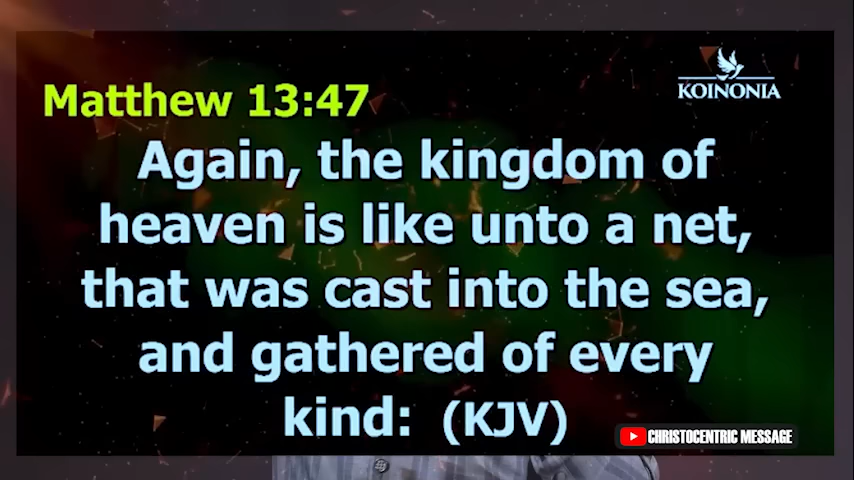 KOINONIA
Matthew 13:47
Again, the kingdom of
heaven is like unto a net,
that was cast into the sea,
and gathered of every
kind: (KJV)
CHRISTOCENTRIC MESSAGE